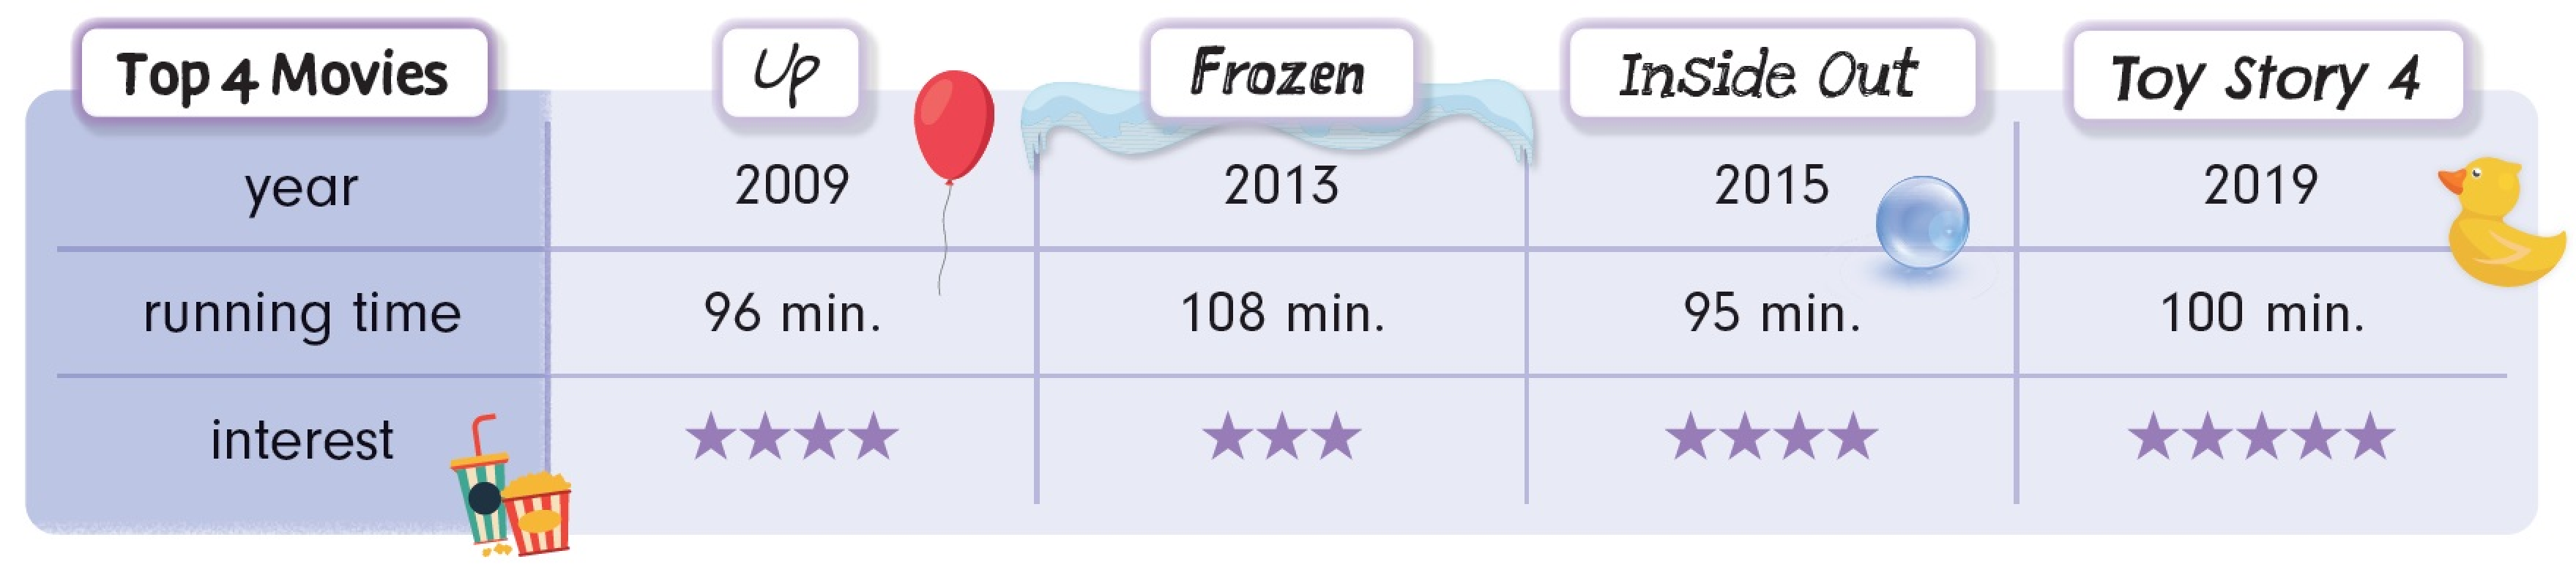 Top 4 Movies Up Frozen Inside Out Toy Story 4
year 2009 2013 2015 2019
running time 96 min. 108 min. 95 min. 100 min.
interest ★★★★ ★★★ ★★★★ ★★★★★